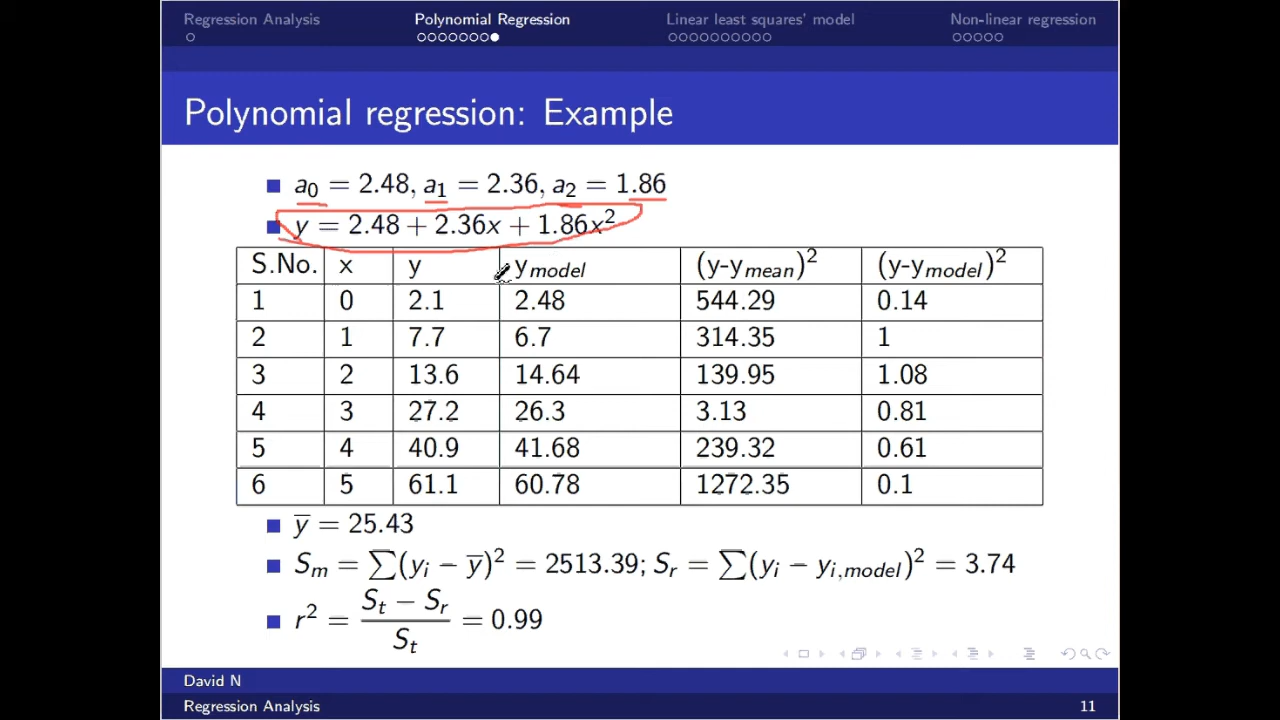 Regression Analysis Polynomial Regression Linear least squares' model Non-linear regression
Polynomial regression: Example
a0 = 2.48, a1 = 2.36, a2 = 1.86
y = 2.48 + 2.36x + 1.86x²
S.No. x y ymodel (y-ymean)² (y-ymodel)²
1 0 2.1 2.48 544.29 0.14
2 1 7.7 6.7 314.35 1
3 2 13.6 14.64 139.95 1.08
4 3 27.2 26.3 3.13 0.81
5 4 40.9 41.68 239.32 0.61
6 5 61.1 60.78 1272.35 0.1
y̅ = 25.43
Sm = ∑(yi − y̅)² = 2513.39; Sr = ∑(yi − yi,model)² = 3.74
r² = (St − Sr) / St = 0.99
David N
Regression Analysis 11